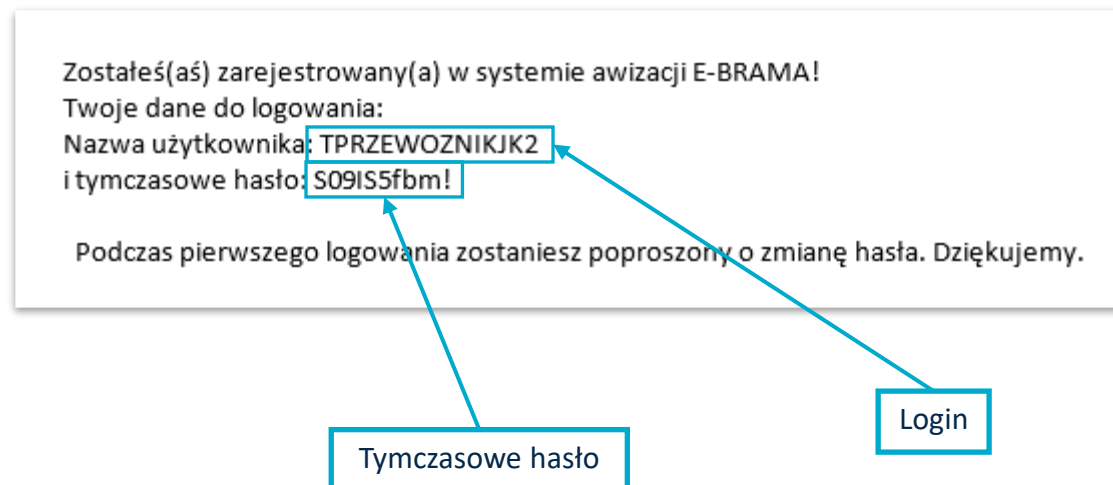 Zostałeś(aś) zarejestrowany(a) w systemie awizacji E-BRAMA!
Twoje dane do logowania:
Nazwa użytkownika: TPRZEWOZNIKJK2
i tymczasowe hasło: S09IS5fbm!
Podczas pierwszego logowania zostaniesz poproszony o zmianę hasła. Dziękujemy.
Login
Tymczasowe hasło